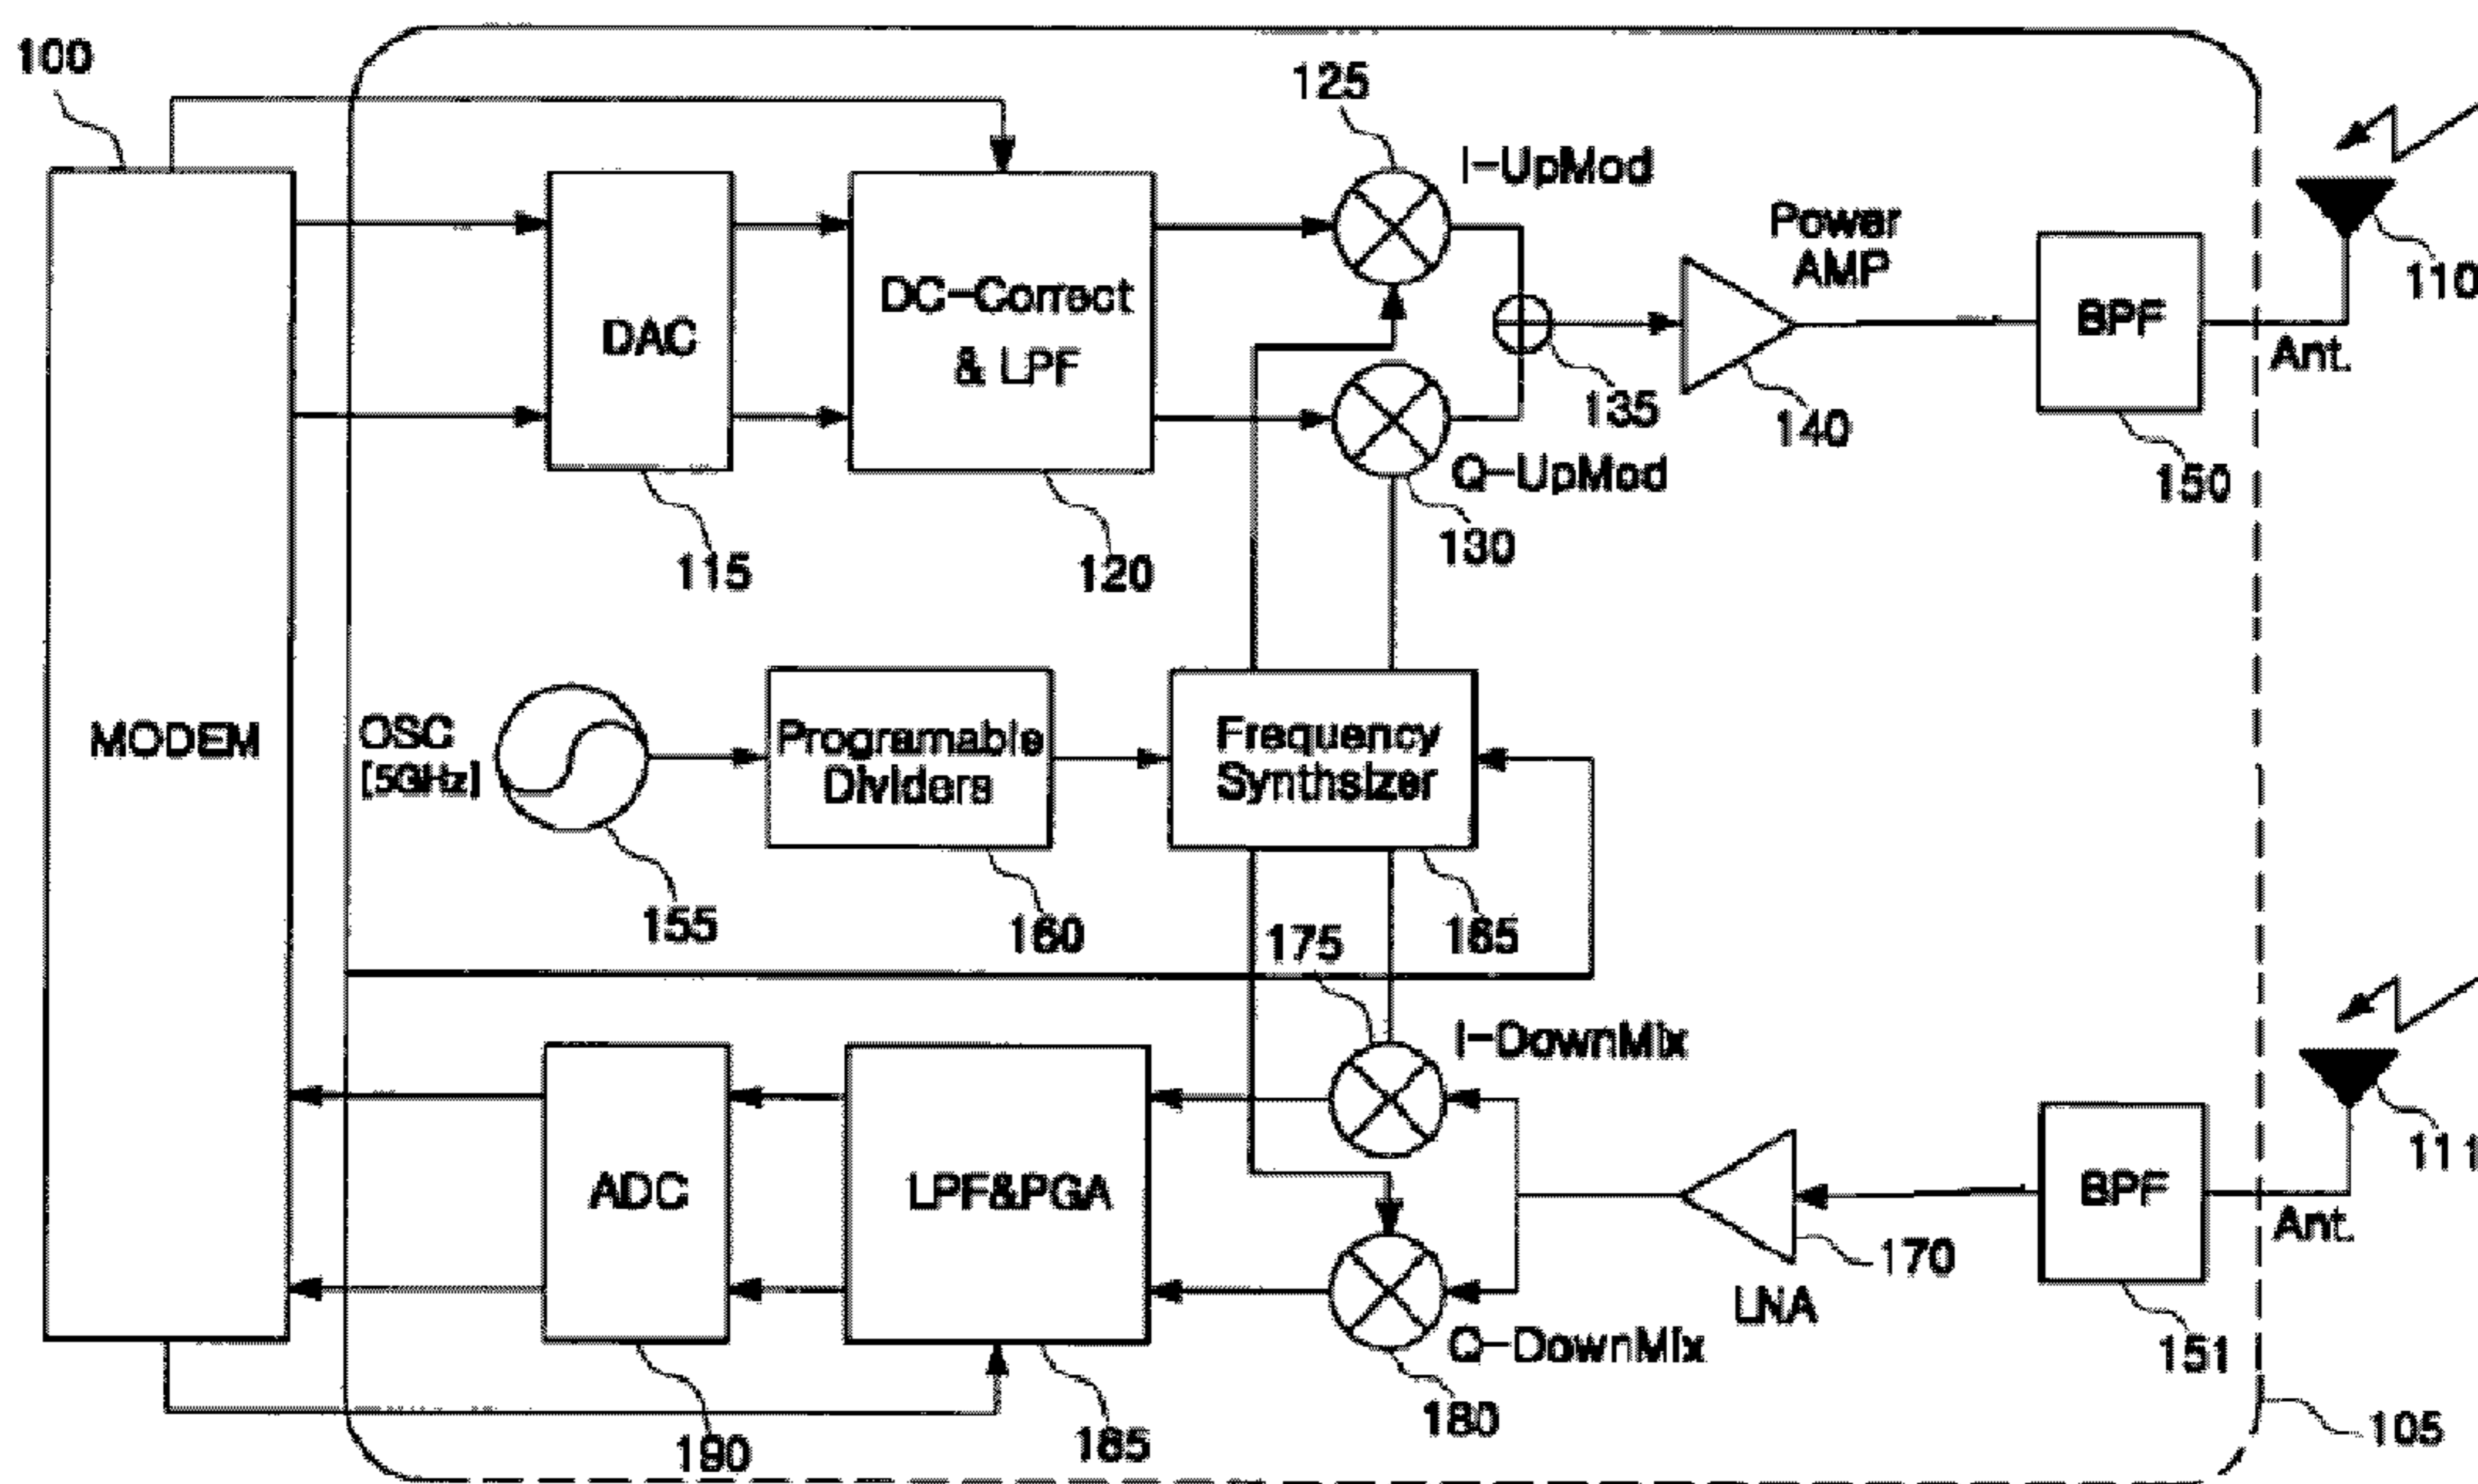 100
125
I-UpMod
Power
AMP
110
DAC
DC-Correct
& LPF
BPF
Ant.
135
140
Q-UpMod
150
130
115
120
MODEM
OSC
[5GHz]
Programable
Dividers
Frequency
Synthsizer
155
160
175
165
I-DownMix
111
ADC
LPF&PGA
BPF
Ant.
170
LNA
Q-DownMix
151
180
105
190
185